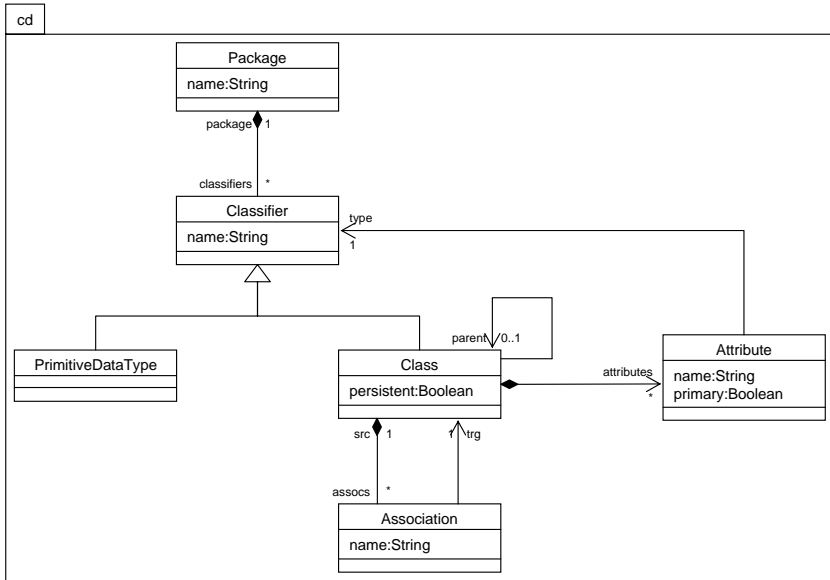 cd
Package
name:String
package
1
classifiers
*
Classifier
name:String
type
1
parent
0..1
PrimitiveDataType
Class
persistent:Boolean
attributes
*
Attribute
name:String
primary:Boolean
src
1
1
trg
assocs
*
Association
name:String